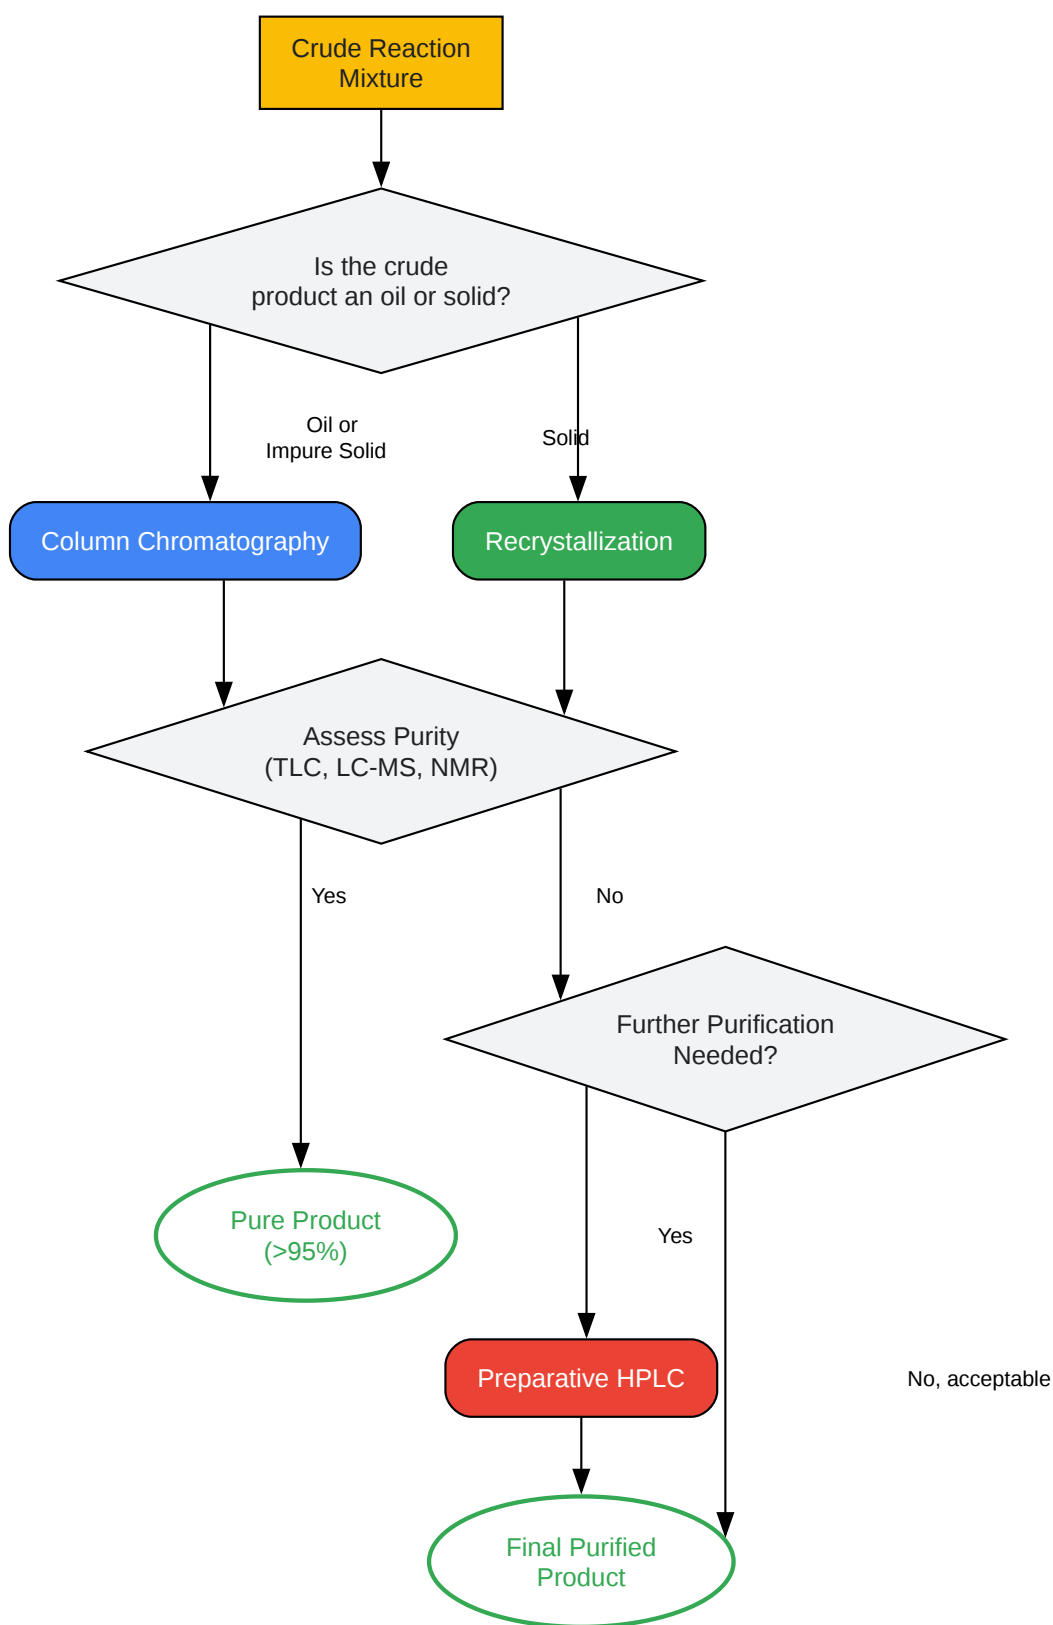 Crude Reaction
Mixture
Is the crude
product an oil or solid?
Oil or
Impure Solid
Solid
Column Chromatography
Recrystallization
Assess Purity
(TLC, LC-MS, NMR)
Yes
No
Further Purification
Needed?
Pure Product
(>95%)
Yes
Preparative HPLC
No, acceptable
Final Purified
Product